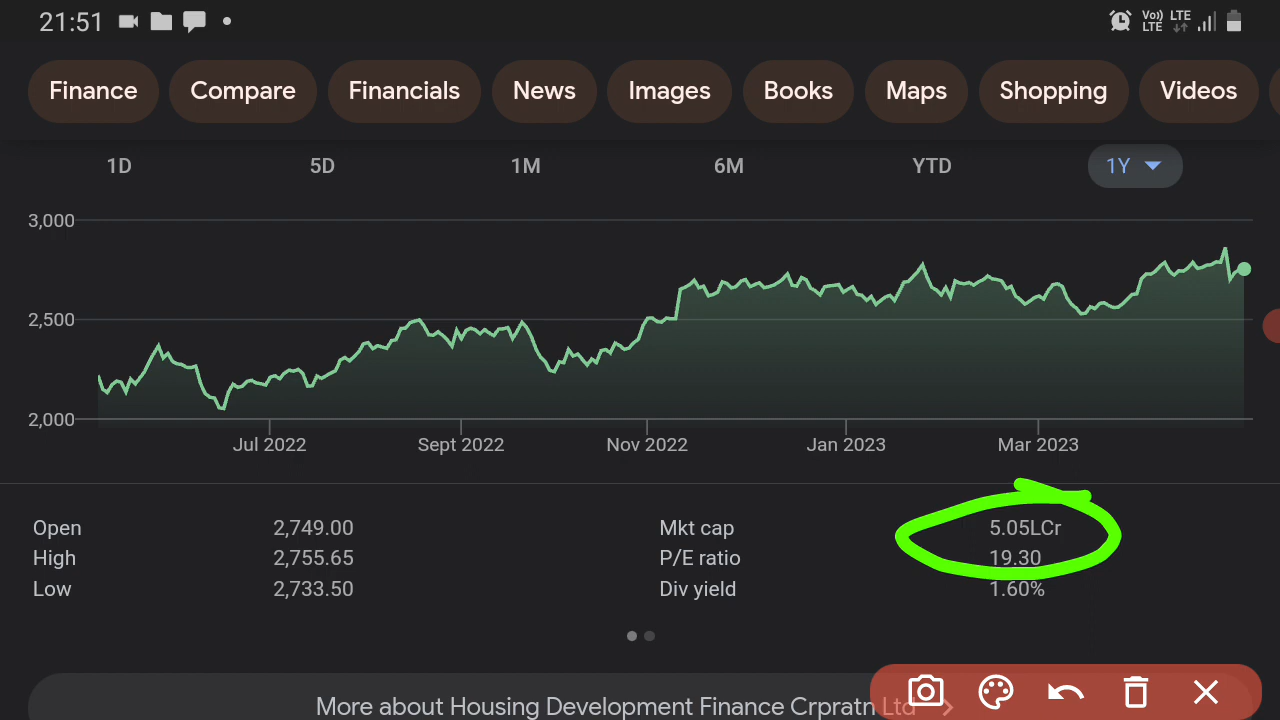 21:51 Vo)) LTE LTE
Finance Compare Financials News Images Books Maps Shopping Videos
1D 5D 1M 6M YTD 1Y
3,000
2,500
2,000
Jul 2022 Sept 2022 Nov 2022 Jan 2023 Mar 2023
Open 2,749.00 Mkt cap 5.05LCr
High 2,755.65 P/E ratio 19.30
Low 2,733.50 Div yield 1.60%
More about Housing Development Finance Crpratn Ltd